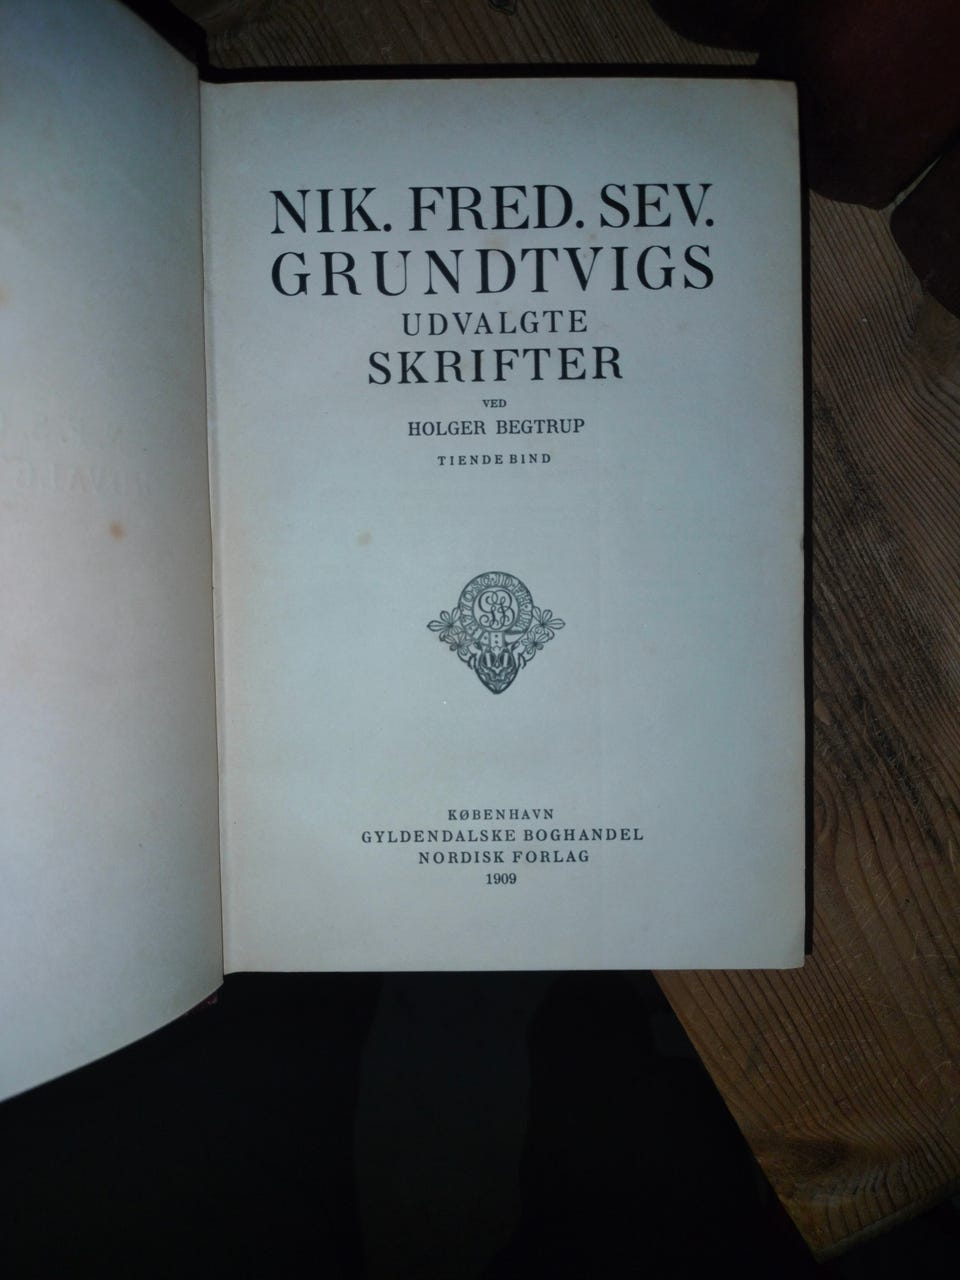 NIK. FRED. SEV.
GRUNDTVIGS
UDVALGTE
SKRIFTER
VED
HOLGER BEGTRUP
TIENDE BIND
KØBENHAVN
GYLDENDALSKE BOGHANDEL
NORDISK FORLAG
1909